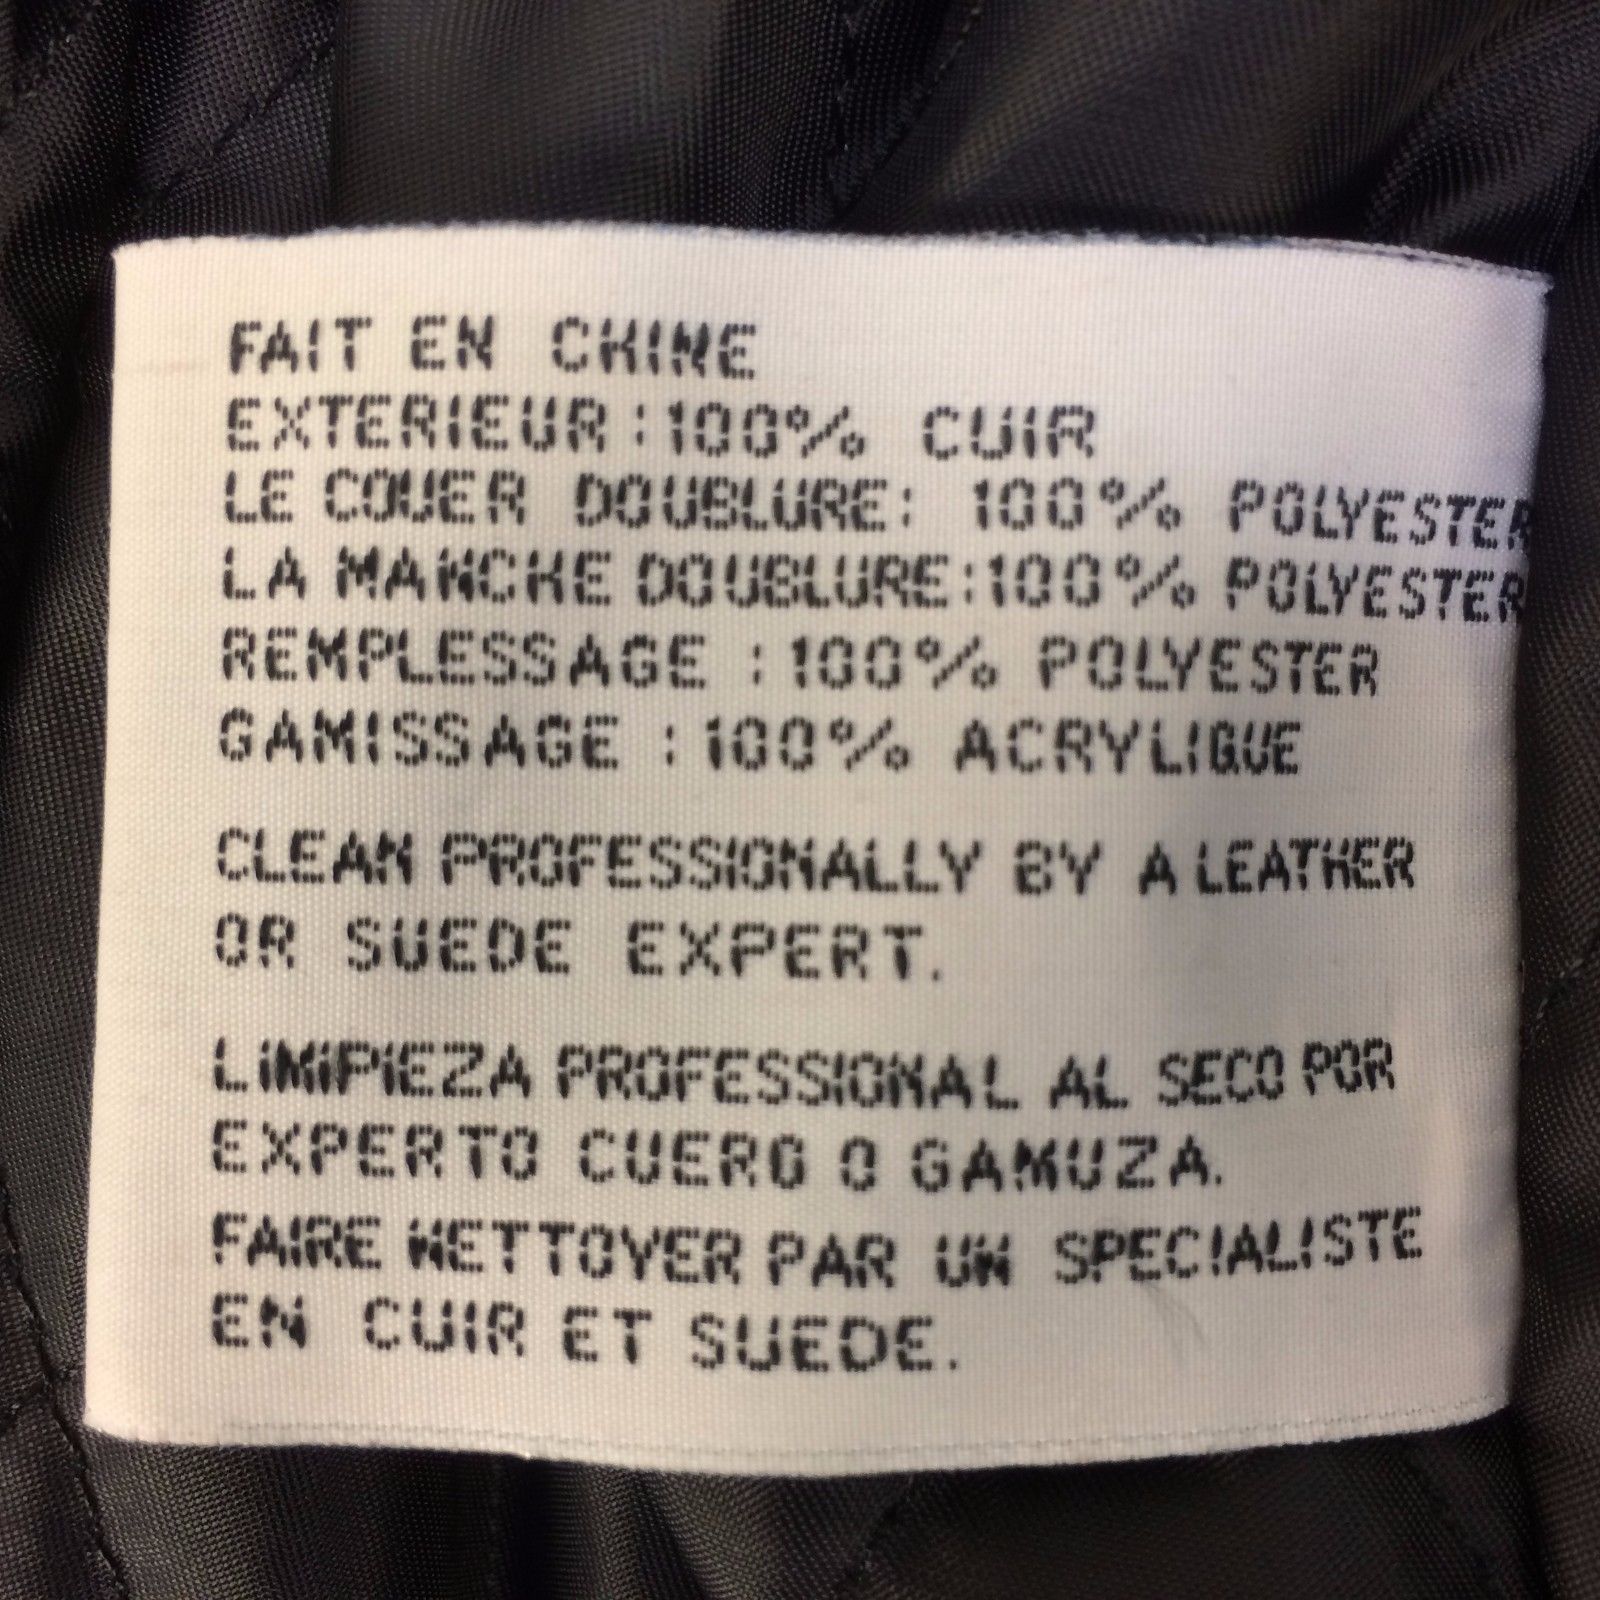 FAIT EN CHINE
EXTERIEUR : 100% CUIR
LE COUER DOUBLURE: 100% POLYESTER
LA MANCHE DOUBLURE:100% POLYESTER
REMPLESSAGE : 100% POLYESTER
GAMISSAGE : 100% ACRYLIQUE
CLEAN PROFESSIONALLY BY A LEATHER
OR SUEDE EXPERT.
LIMIPIEZA PROFESSIONAL AL SECO POR
EXPERTO CUERO O GAMUZA.
FAIRE NETTOYER PAR UN SPECIALISTE
EN CUIR ET SUEDE.